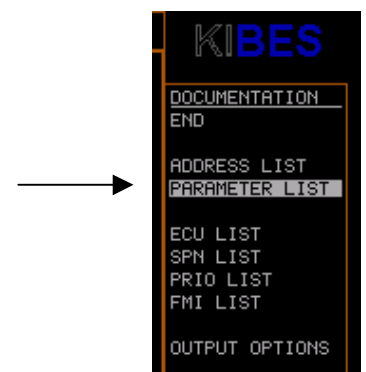 KIBES
DOCUMENTATION
END
ADDRESS LIST
PARAMETER LIST
ECU LIST
SPN LIST
PRIO LIST
FMI LIST
OUTPUT OPTIONS